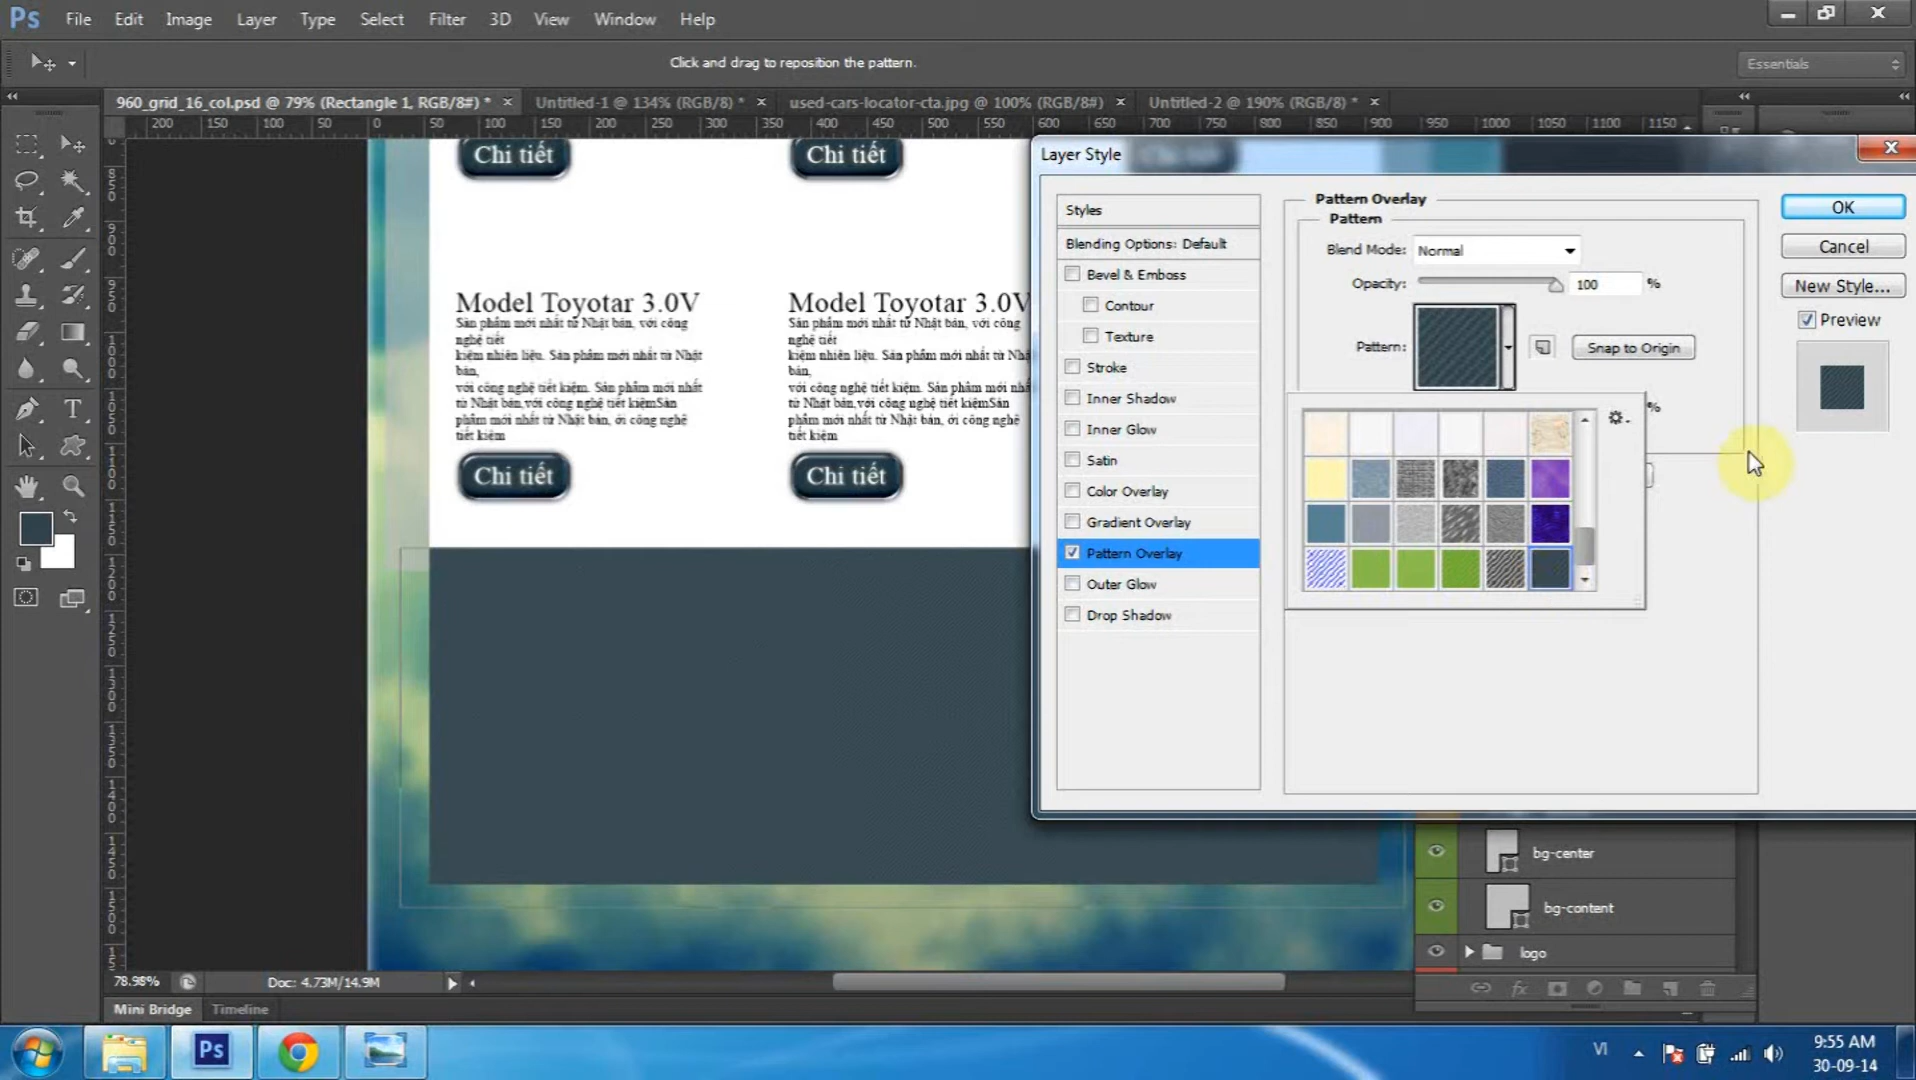 Ps File Edit Image Layer Type Select Filter 3D View Window Help
Click and drag to reposition the pattern.
Essentials
960_grid_16_col.psd @ 79% (Rectangle 1, RGB/8#) * × Untitled-1 @ 134% (RGB/8) * × used-cars-locator-cta.jpg @ 100% (RGB/8#) × Untitled-2 @ 190% (RGB/8) * ×
200 150 100 50 0 50 100 150 200 250 300 350 400 450 500 550 600 650 700 750 800 850 900 950 1000 1050 1100 1150
Chi tiết Chi tiết
Model Toyotar 3.0V Model Toyotar 3.0V
Sản phẩm mới nhất từ Nhật bản, với công Sản phẩm mới nhất từ Nhật bản, với công
nghệ tiết nghệ tiết
kiệm nhiên liệu. Sản phẩm mới nhất từ Nhật kiệm nhiên liệu. Sản phẩm mới nhất từ Nhật
bản, bản,
với công nghệ tiết kiệm. Sản phẩm mới nhất với công nghệ tiết kiệm. Sản phẩm mới nhất
từ Nhật bản,với công nghệ tiết kiệmSản từ Nhật bản,với công nghệ tiết kiệmSản
phẩm mới nhất từ Nhật bản, ới công nghệ phẩm mới nhất từ Nhật bản, ới công nghệ
tiết kiệm tiết kiệm
Chi tiết Chi tiết
Layer Style
Styles
Blending Options: Default
Bevel & Emboss
Contour
Texture
Stroke
Inner Shadow
Inner Glow
Satin
Color Overlay
Gradient Overlay
Pattern Overlay
Outer Glow
Drop Shadow
Pattern Overlay
Pattern
Blend Mode: Normal
Opacity: 100 %
Pattern: Snap to Origin
%
OK
Cancel
New Style...
Preview
bg-center
bg-content
logo
78.98% Doc: 4.73M/14.9M
Mini Bridge Timeline
Ps
VI
9:55 AM
30-09-14